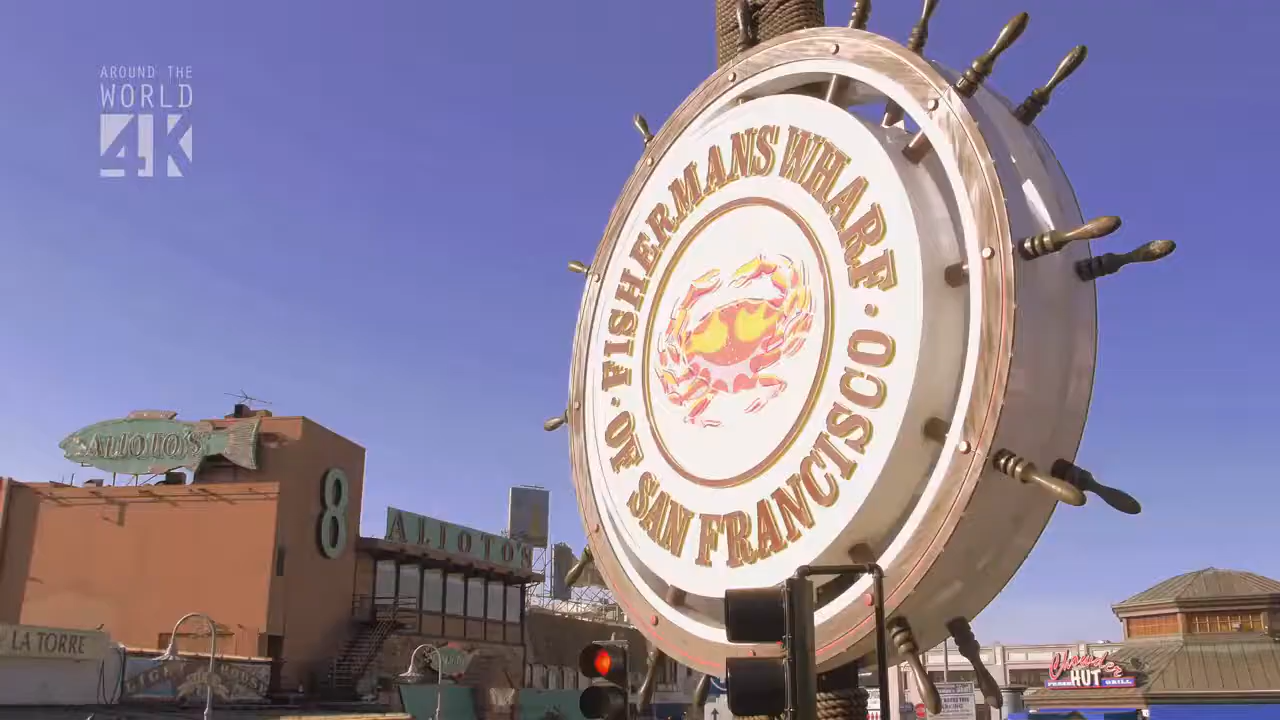 AROUND THE
WORLD
4K
FISHERMANS WHARF
OF SAN FRANCISCO
ALIOTO'S
8
ALIOTO'S
LA TORRE
Chowder
HUT